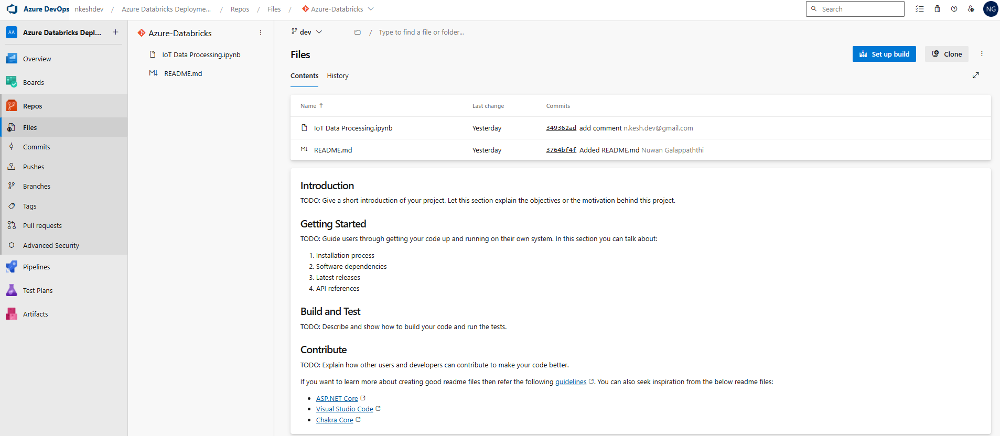 Azure DevOps nkeshdev / Azure Databricks Deployme... / Repos / Files / Azure-Databricks Search NG
AA Azure Databricks Depl... +
Overview
Boards
Repos
Files
Commits
Pushes
Branches
Tags
Pull requests
Advanced Security
Pipelines
Test Plans
Artifacts
Azure-Databricks
IoT Data Processing.ipynb
M↓ README.md
dev / Type to find a file or folder...
Files
Set up build Clone
Contents History
Name ↑ Last change Commits
IoT Data Processing.ipynb Yesterday 349362ad add comment n.kesh.dev@gmail.com
M↓ README.md Yesterday 3764bf4f Added README.md Nuwan Galappaththi
Introduction
TODO: Give a short introduction of your project. Let this section explain the objectives or the motivation behind this project.
Getting Started
TODO: Guide users through getting your code up and running on their own system. In this section you can talk about:
1. Installation process
2. Software dependencies
3. Latest releases
4. API references
Build and Test
TODO: Describe and show how to build your code and run the tests.
Contribute
TODO: Explain how other users and developers can contribute to make your code better.
If you want to learn more about creating good readme files then refer the following guidelines. You can also seek inspiration from the below readme files:
• ASP.NET Core
• Visual Studio Code
• Chakra Core